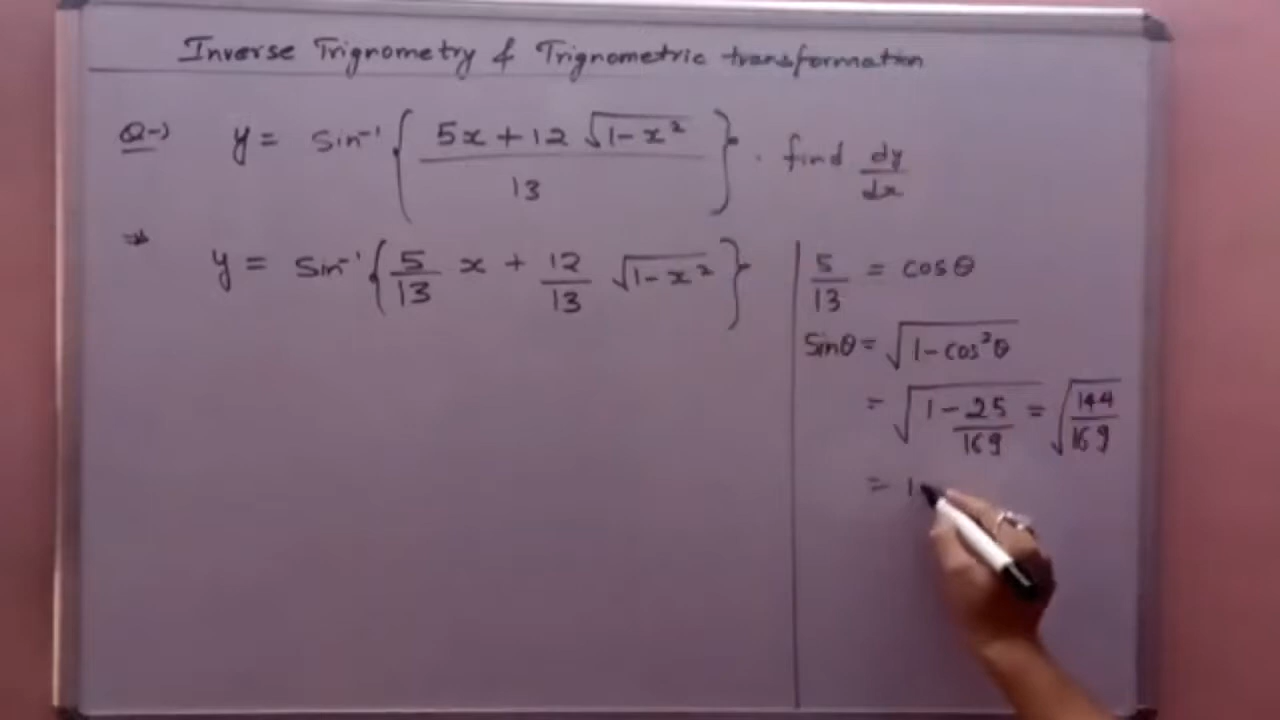 Inverse Trignometry & Trignometric transformation
Q→) y = sin⁻¹ { (5x + 12 √(1 - x²)) / 13 } . find dy/dx
⇒ y = sin⁻¹ { 5/13 x + 12/13 √(1 - x²) }
5/13 = cosθ
Sinθ = √(1 - cos²θ)
= √(1 - 25/169) = √(144/169)
= 1